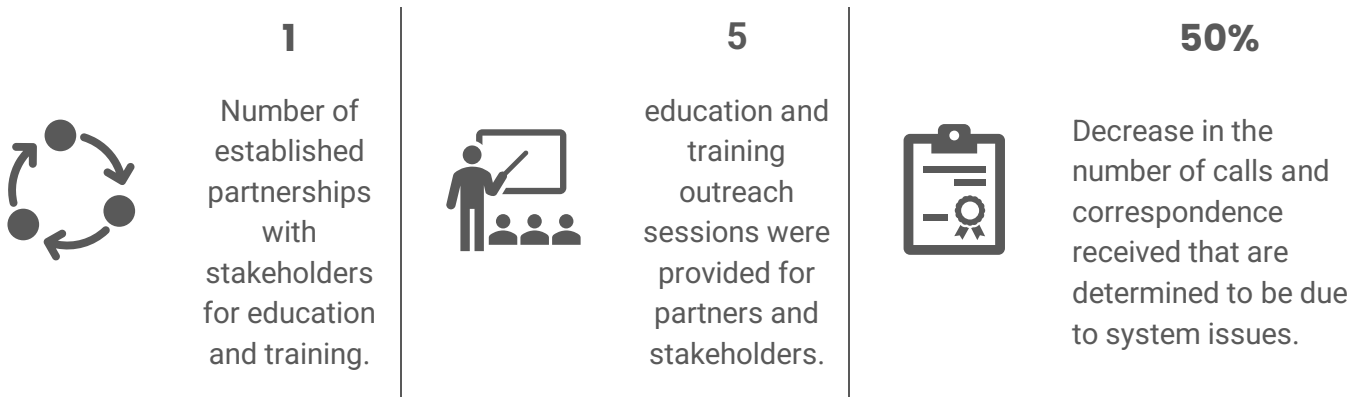 1
Number of
established
partnerships
with
stakeholders
for education
and training.
5
education and
training
outreach
sessions were
provided for
partners and
stakeholders.
50%
Decrease in the
number of calls and
correspondence
received that are
determined to be due
to system issues.